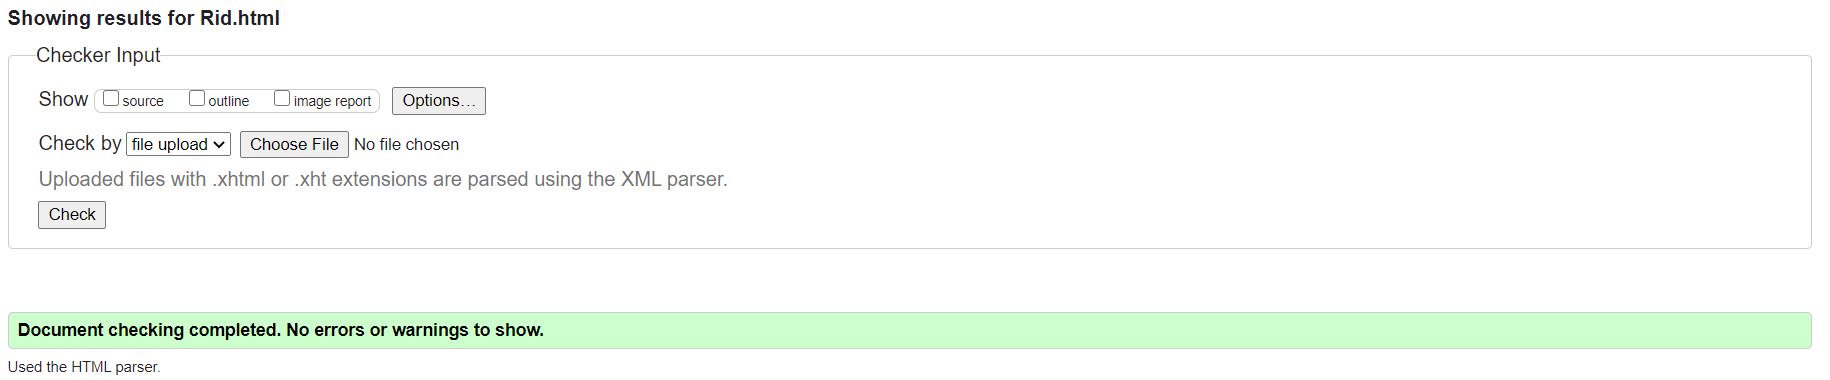 Showing results for Rid.html
Checker Input
Show source outline image report Options...
Check by file upload Choose File No file chosen
Uploaded files with .xhtml or .xht extensions are parsed using the XML parser.
Check
Document checking completed. No errors or warnings to show.
Used the HTML parser.